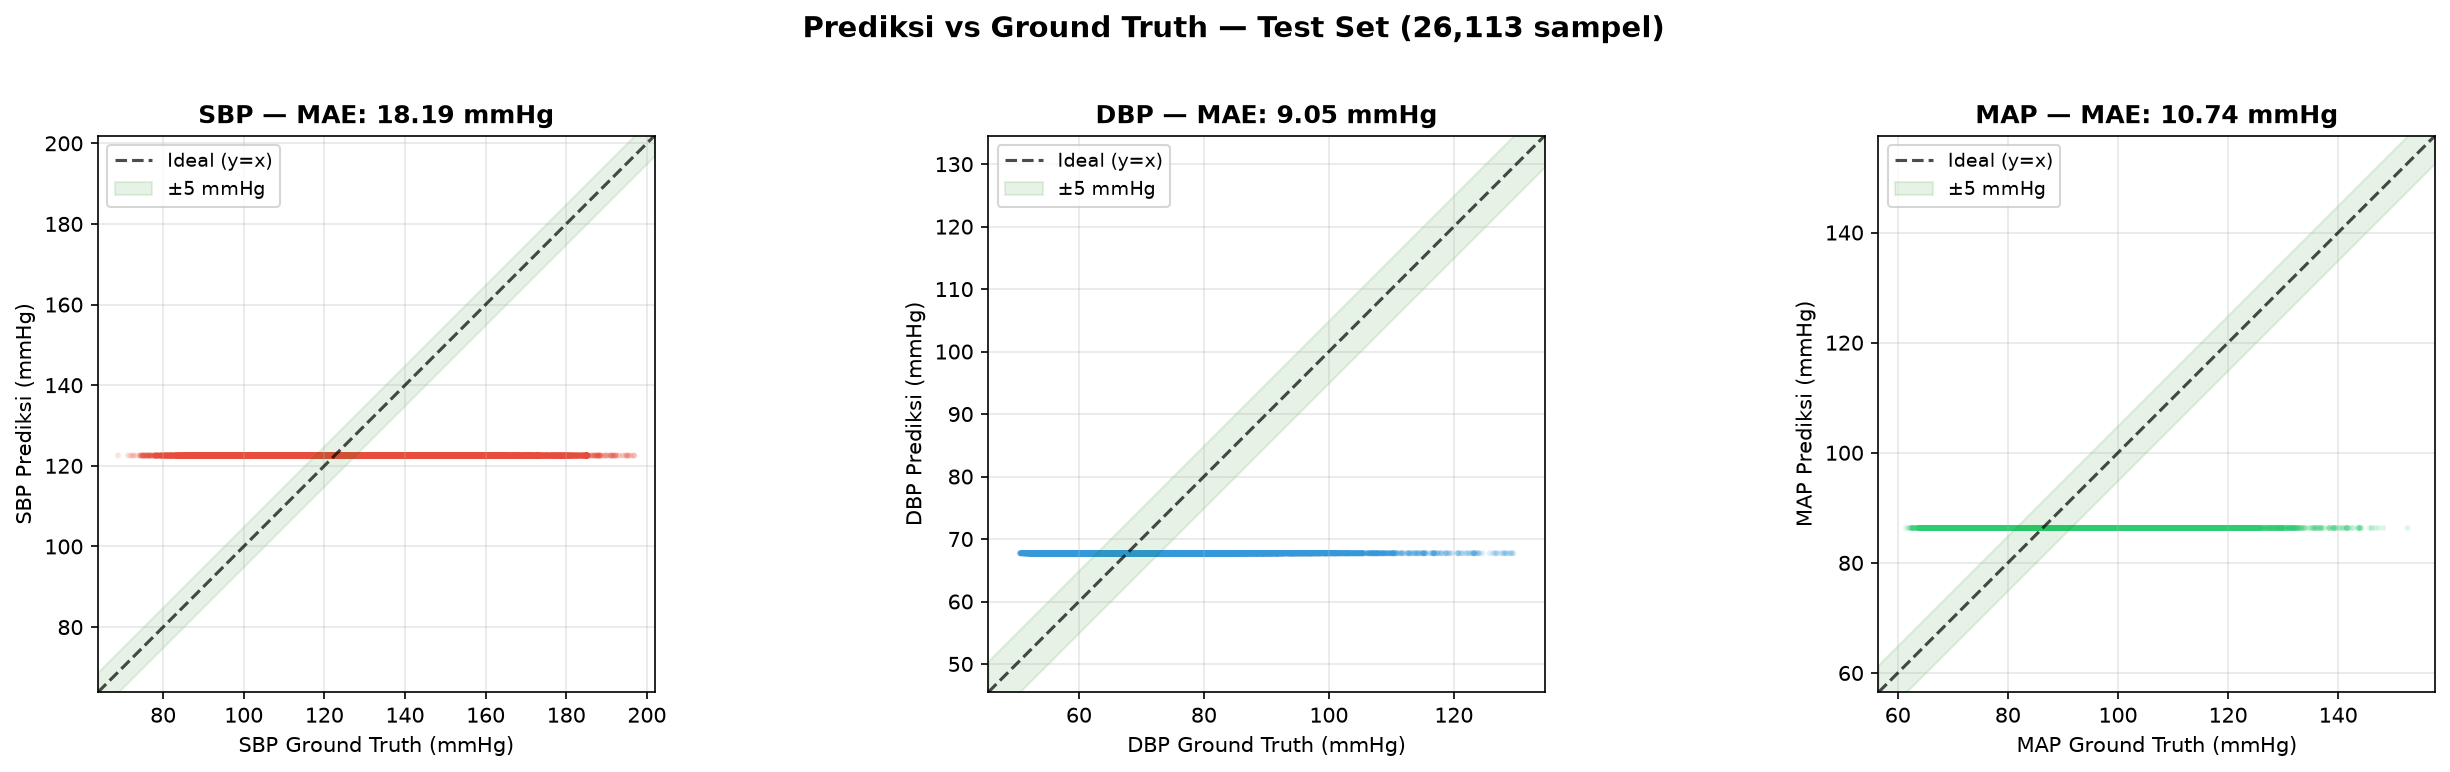 Prediksi vs Ground Truth — Test Set (26,113 sampel)
SBP — MAE: 18.19 mmHg
Ideal (y=x)
±5 mmHg
200
180
160
140
120
100
80
SBP Prediksi (mmHg)
80 100 120 140 160 180 200
SBP Ground Truth (mmHg)
DBP — MAE: 9.05 mmHg
Ideal (y=x)
±5 mmHg
130
120
110
100
90
80
70
60
50
DBP Prediksi (mmHg)
60 80 100 120
DBP Ground Truth (mmHg)
MAP — MAE: 10.74 mmHg
Ideal (y=x)
±5 mmHg
140
120
100
80
60
MAP Prediksi (mmHg)
60 80 100 120 140
MAP Ground Truth (mmHg)